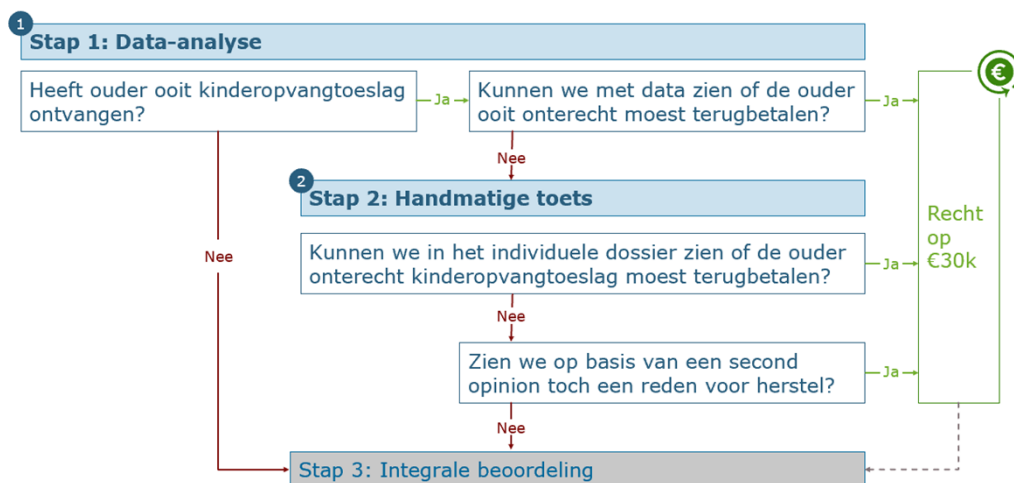 1
Stap 1: Data-analyse
Heeft ouder ooit kinderopvangtoeslag
ontvangen?
Ja
Kunnen we met data zien of de ouder
ooit onterecht moest terugbetalen?
Ja
€
Nee
2
Stap 2: Handmatige toets
Kunnen we in het individuele dossier zien of de ouder
onterecht kinderopvangtoeslag moest terugbetalen?
Ja
Recht
op
€30k
Nee
Nee
Zien we op basis van een second
opinion toch een reden voor herstel?
Ja
Nee
Stap 3: Integrale beoordeling